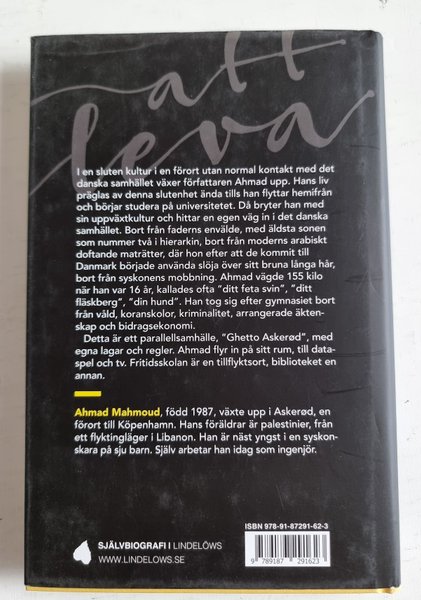 att
leva
I en sluten kultur i en förort utan normal kontakt med det
danska samhället växer författaren Ahmad upp. Hans liv
präglas av denna slutenhet ända tills han flyttar hemifrån
och börjar studera på universitetet. Då bryter han med
sin uppväxtkultur och hittar en egen väg in i det danska
samhället. Bort från faderns envälde, med äldsta sonen
som nummer två i hierarkin, bort från moderns arabiskt
doftande maträtter, där hon efter att de kommit till
Danmark började använda slöja över sitt bruna långa hår,
bort från syskonens mobbning. Ahmad vägde 155 kilo
när han var 16 år, kallades ofta "ditt feta svin", "ditt
fläskberg", "din hund". Han tog sig efter gymnasiet bort
från våld, koranskolor, kriminalitet, arrangerade äkten-
skap och bidragsekonomi.
Detta är ett parallellsamhälle, "Ghetto Askerød", med
egna lagar och regler. Ahmad flyr in på sitt rum, till data-
spel och tv. Fritidsskolan är en tillflyktsort, biblioteket en
annan.
Ahmad Mahmoud, född 1987, växte upp i Askerød, en
förort till Köpenhamn. Hans föräldrar är palestinier, från
ett flyktingläger i Libanon. Han är näst yngst i en syskon-
skara på sju barn. Själv arbetar han idag som ingenjör.
ISBN 978-91-87291-62-3
9 789187 291623
SJÄLVBIOGRAFI I LINDELÖWS
WWW.LINDELOWS.SE